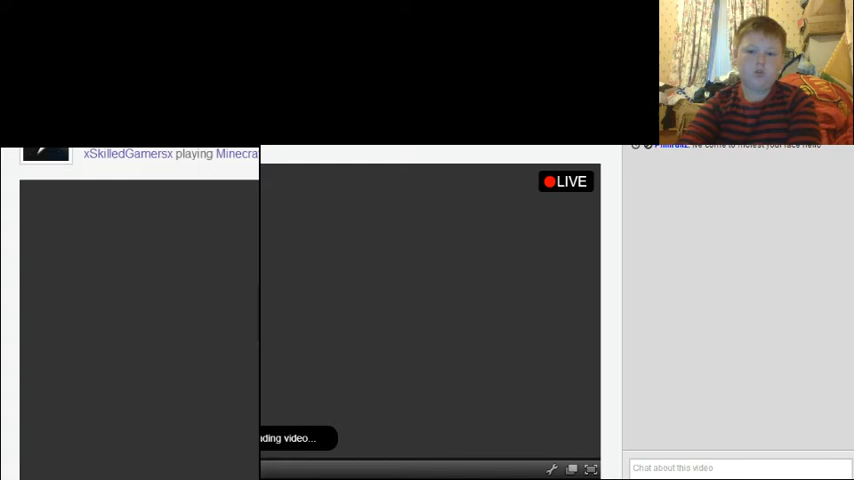 xSkilledGamersx playing Minecra
LIVE
ding video...
Chat about this video